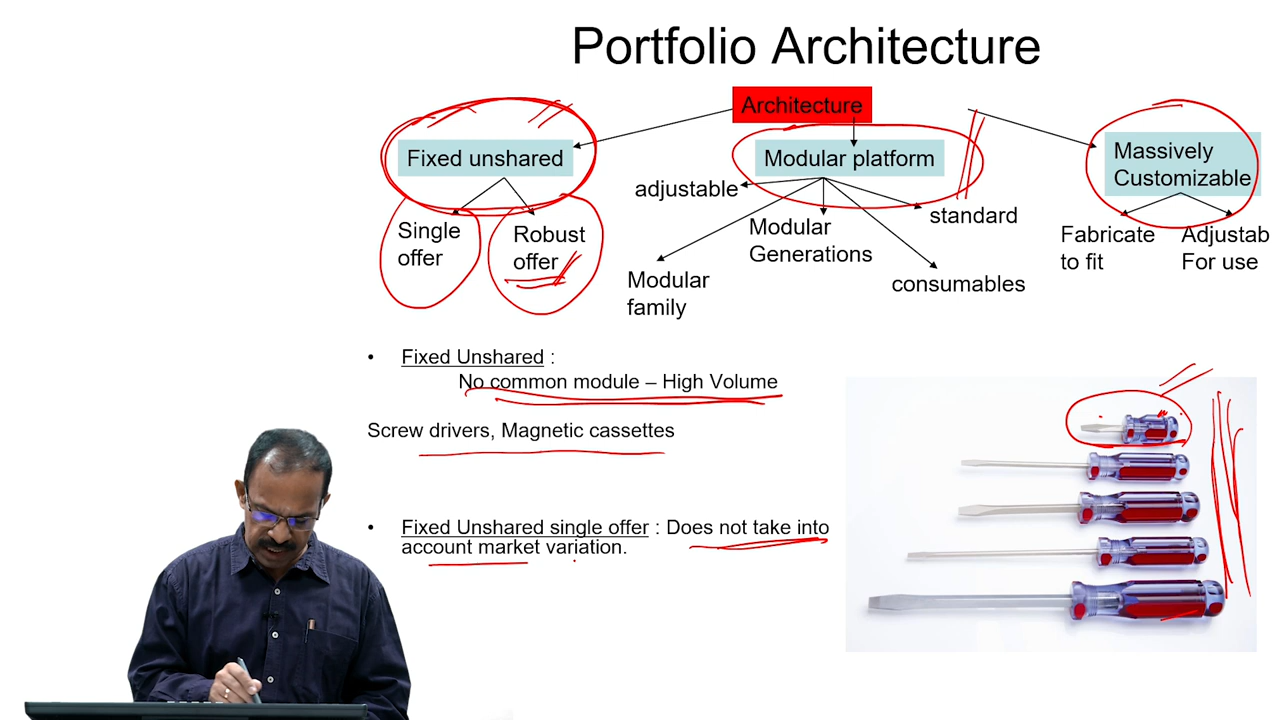 Portfolio Architecture
Architecture
Fixed unshared
Modular platform
Massively
Customizable
adjustable
standard
Single
offer
Robust
offer
Modular
Generations
Fabricate
to fit
Adjustab
For use
Modular
family
consumables
• Fixed Unshared :
No common module – High Volume
Screw drivers, Magnetic cassettes
• Fixed Unshared single offer : Does not take into
account market variation.